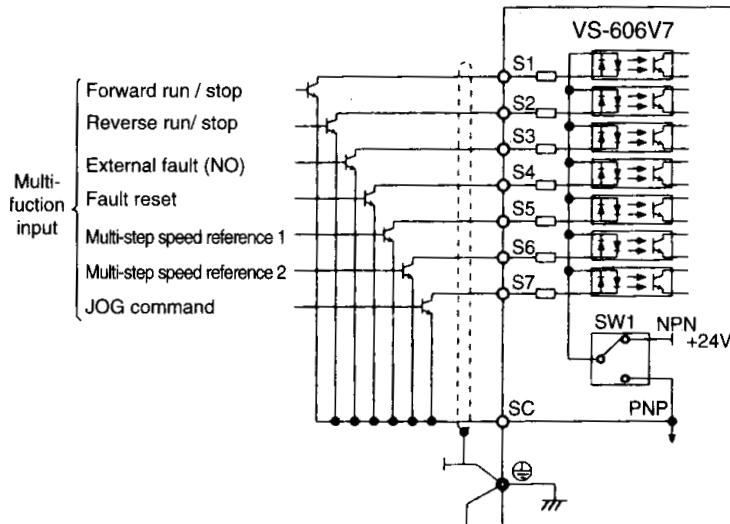 VS-606V7
S1
Forward run / stop
S2
Reverse run/ stop
S3
External fault (NO)
S4
Multi-
fuction
input
Fault reset
S5
Multi-step speed reference 1
S6
Multi-step speed reference 2
S7
JOG command
SW1
NPN
+24V
SC
PNP